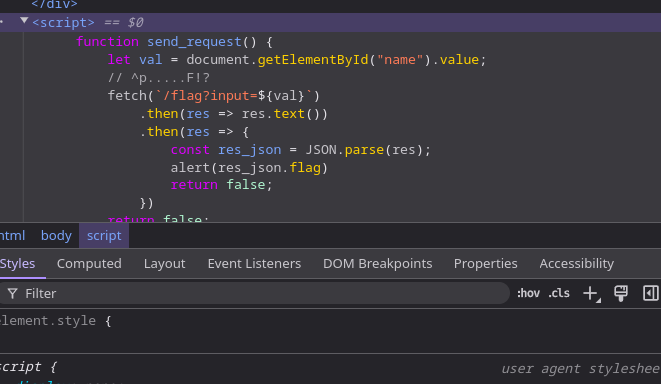 </div>
<script> == $0
function send_request() {
let val = document.getElementById("name").value;
// ^p.....F!?
fetch(`/flag?input=${val}`)
.then(res => res.text())
.then(res => {
const res_json = JSON.parse(res);
alert(res_json.flag)
return false;
})
return false;
html body script
Styles Computed Layout Event Listeners DOM Breakpoints Properties Accessibility
Filter :hov .cls
element.style {
script { user agent styleshee